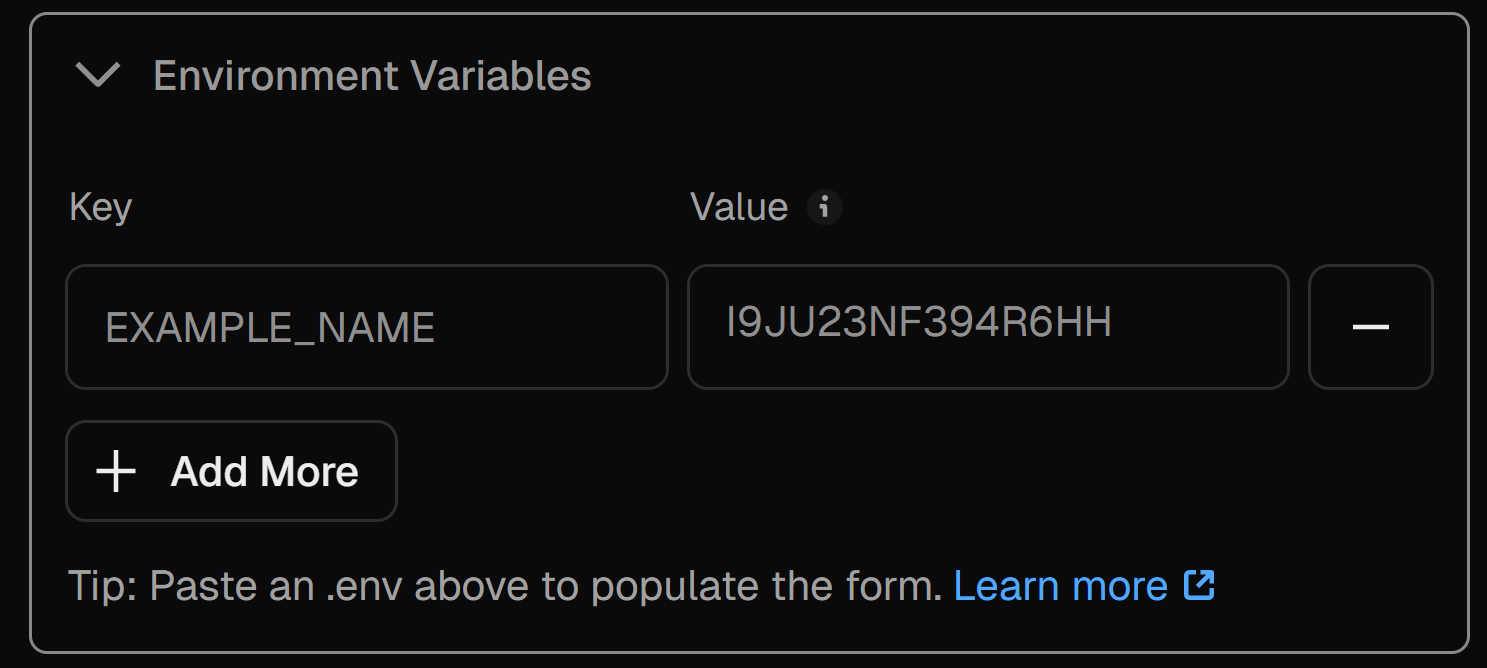 Environment Variables
Key
Value
EXAMPLE_NAME
I9JU23NF394R6HH
Add More
Tip: Paste an .env above to populate the form. Learn more